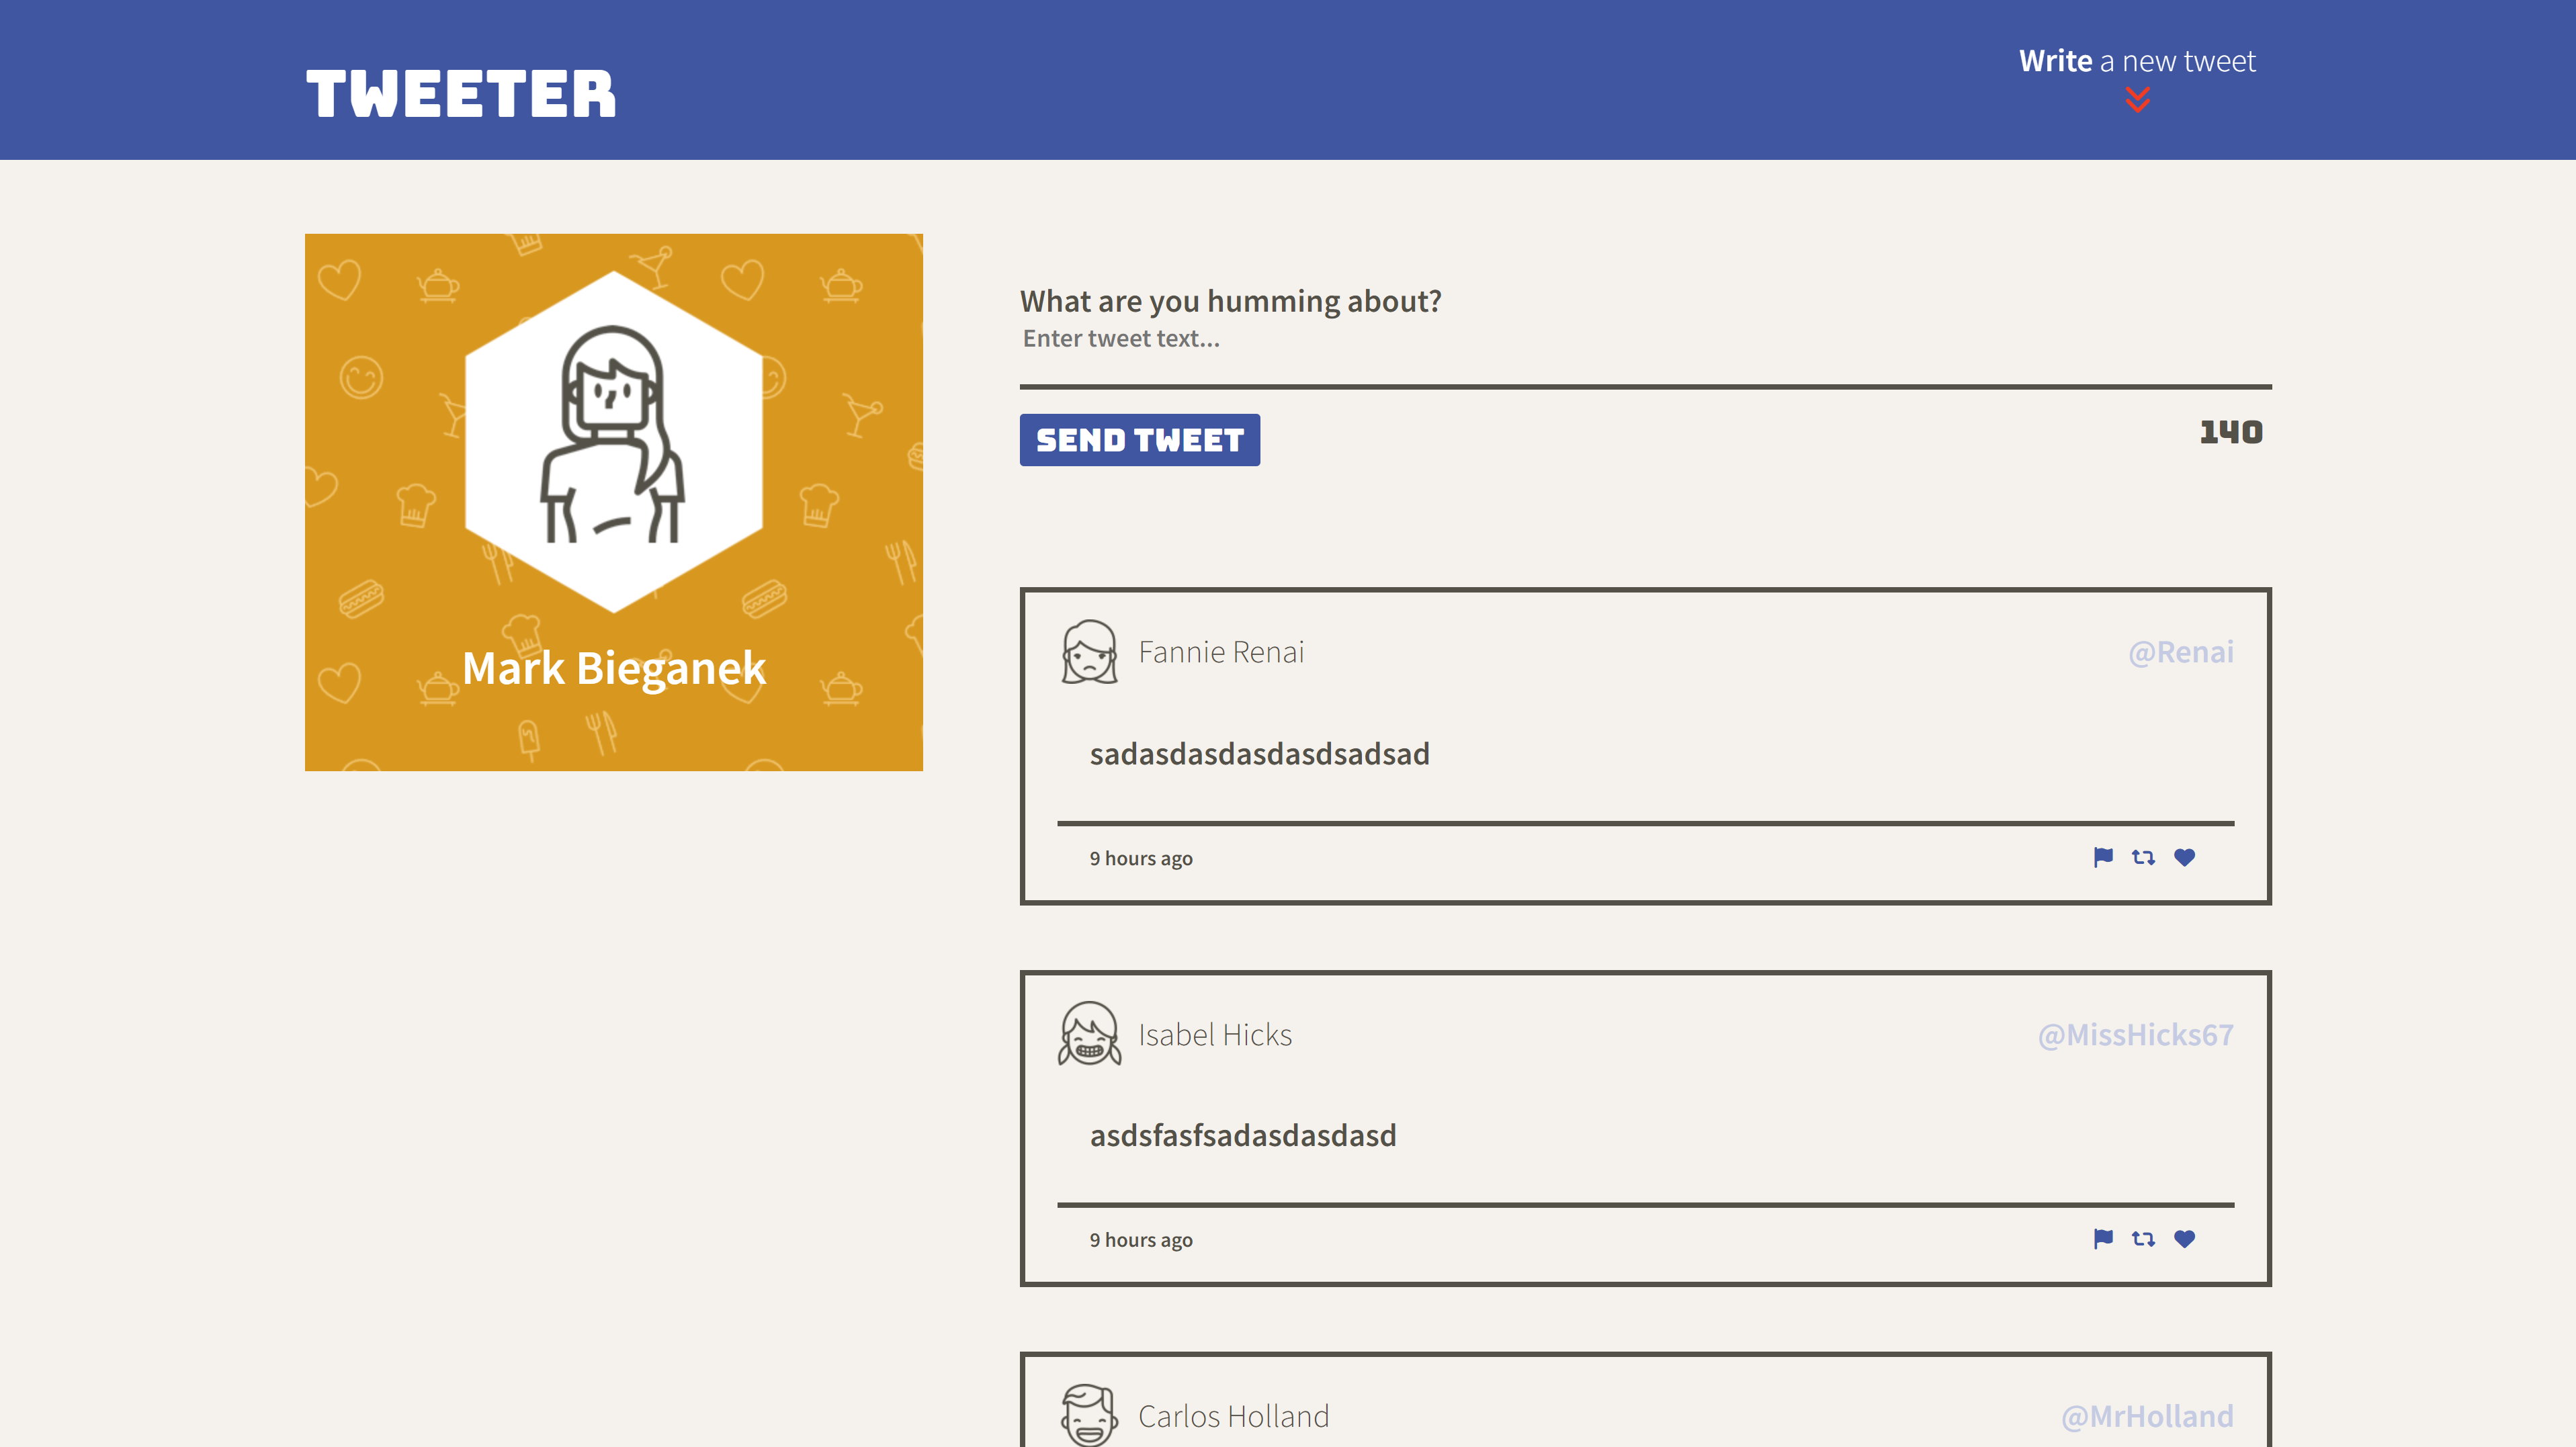 TWEETER
Write a new tweet
Mark Bieganek
What are you humming about?
Enter tweet text...
SEND TWEET
140
Fannie Renai
@Renai
sadasdasdasdasdsadsad
9 hours ago
Isabel Hicks
@MissHicks67
asdsfasfsadasdasdasd
9 hours ago
Carlos Holland
@MrHolland